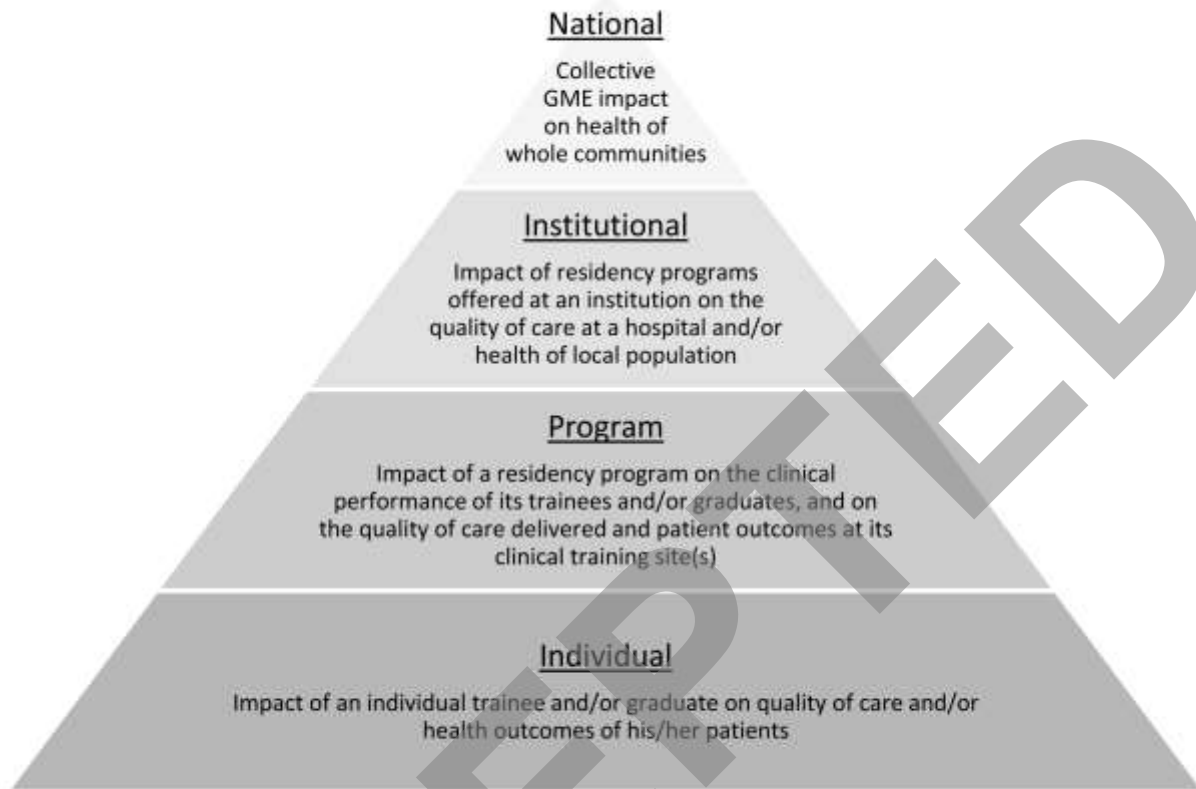 National
Collective
GME impact
on health of
whole communities
Institutional
Impact of residency programs
offered at an institution on the
quality of care at a hospital and/or
health of local population
Program
Impact of a residency program on the clinical
performance of its trainees and/or graduates, and on
the quality of care delivered and patient outcomes at its
clinical training site(s)
Individual
Impact of an individual trainee and/or graduate on quality of care and/or
health outcomes of his/her patients
EPTED